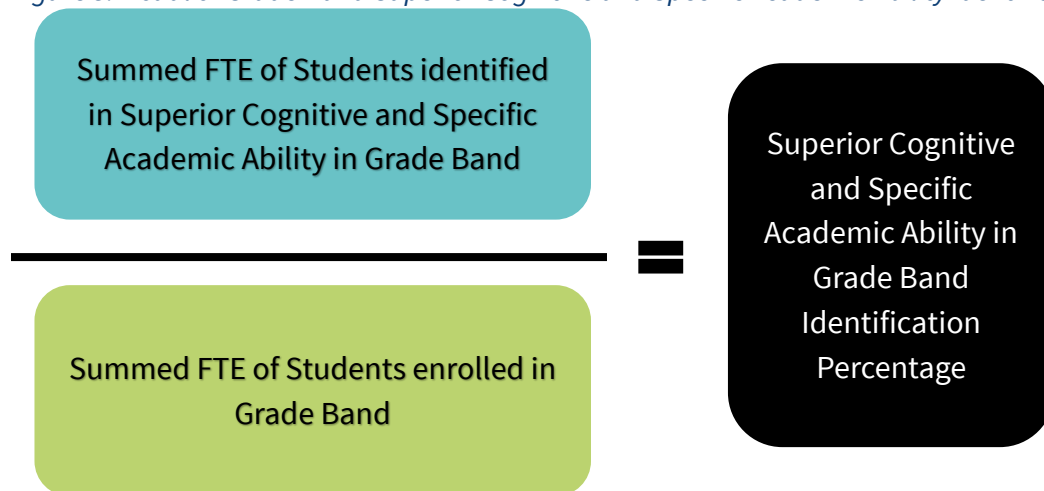 Summed FTE of Students identified
in Superior Cognitive and Specific
Academic Ability in Grade Band
=
Summed FTE of Students enrolled in
Grade Band
Superior Cognitive
and Specific
Academic Ability in
Grade Band
Identification
Percentage